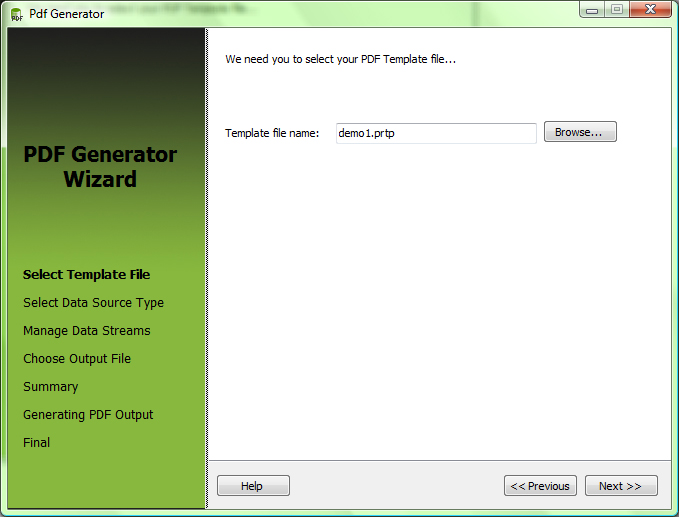 Pdf Generator
We need you to select your PDF Template file...
Template file name: demo1.prtp Browse...
PDF Generator
Wizard
Select Template File
Select Data Source Type
Manage Data Streams
Choose Output File
Summary
Generating PDF Output
Final
Help << Previous Next >>